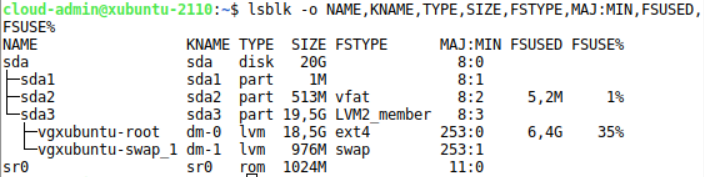 cloud-admin@xubuntu-2110:~$ lsblk -o NAME,KNAME,TYPE,SIZE,FSTYPE,MAJ:MIN,FSUSED,
FSUSE%
NAME                  KNAME TYPE  SIZE FSTYPE      MAJ:MIN FSUSED FSUSE%
sda                   sda   disk   20G               8:0
├─sda1                sda1  part    1M               8:1
├─sda2                sda2  part  513M vfat          8:2     5,2M     1%
└─sda3                sda3  part 19,5G LVM2_member   8:3
  ├─vgxubuntu-root    dm-0  lvm  18,5G ext4        253:0     6,4G    35%
  └─vgxubuntu-swap_1  dm-1  lvm   976M swap        253:1
sr0                   sr0   rom  1024M              11:0